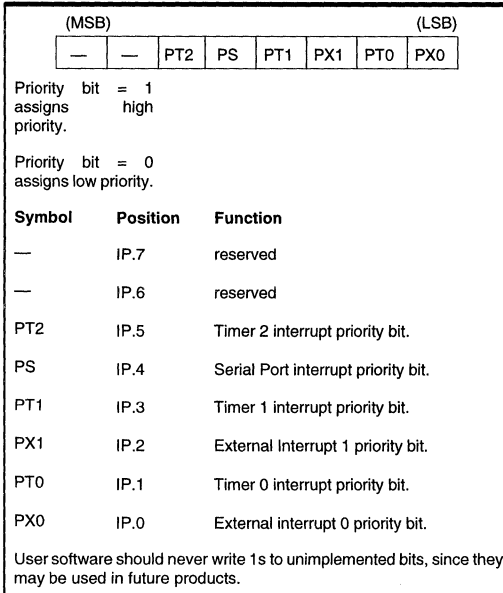 (MSB) (LSB)
— — PT2 PS PT1 PX1 PT0 PX0
Priority bit = 1
assigns high
priority.
Priority bit = 0
assigns low priority.
Symbol Position Function
— IP.7 reserved
— IP.6 reserved
PT2 IP.5 Timer 2 interrupt priority bit.
PS IP.4 Serial Port interrupt priority bit.
PT1 IP.3 Timer 1 interrupt priority bit.
PX1 IP.2 External Interrupt 1 priority bit.
PT0 IP.1 Timer 0 interrupt priority bit.
PX0 IP.0 External interrupt 0 priority bit.
User software should never write 1s to unimplemented bits, since they
may be used in future products.